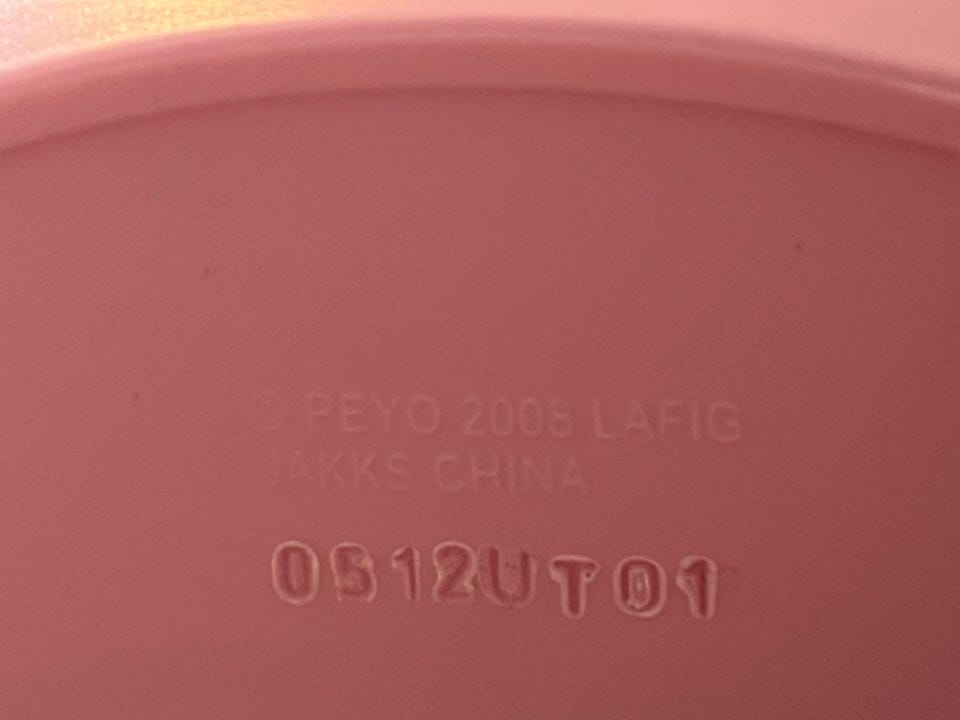 © PEYO 2008 LAFIG
JAKKS CHINA
0512UT01